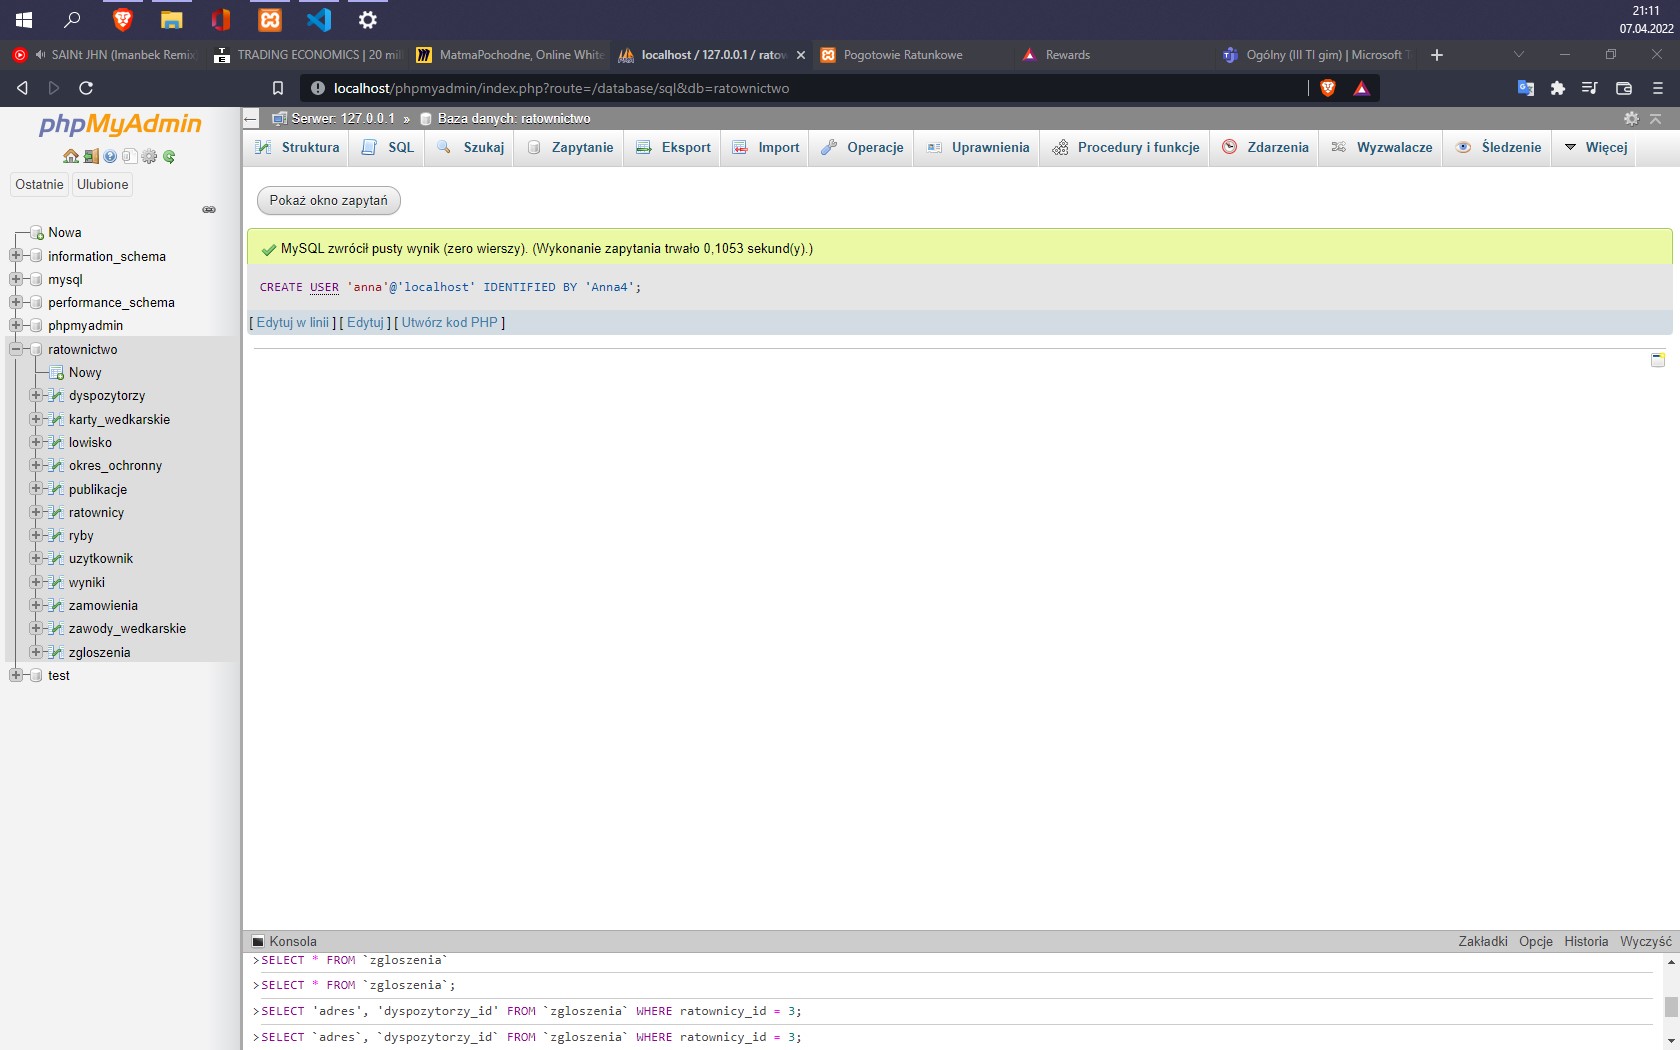 21:11
07.04.2022
SAINt JHN (Imanbek Remix)
TRADING ECONOMICS | 20 mil
MatmaPochodne, Online White
localhost / 127.0.0.1 / ratow
Pogotowie Ratunkowe
Rewards
Ogólny (III TI gim) | Microsoft T
localhost/phpmyadmin/index.php?route=/database/sql&db=ratownictwo
phpMyAdmin
Ostatnie
Ulubione
Nowa
information_schema
mysql
performance_schema
phpmyadmin
ratownictwo
Nowy
dyspozytorzy
karty_wedkarskie
lowisko
okres_ochronny
publikacje
ratownicy
ryby
uzytkownik
wyniki
zamowienia
zawody_wedkarskie
zgloszenia
test
Serwer: 127.0.0.1 » Baza danych: ratownictwo
Struktura SQL Szukaj Zapytanie Eksport Import Operacje Uprawnienia Procedury i funkcje Zdarzenia Wyzwalacze Śledzenie Więcej
Pokaż okno zapytań
MySQL zwrócił pusty wynik (zero wierszy). (Wykonanie zapytania trwało 0,1053 sekund(y).)
CREATE USER 'anna'@'localhost' IDENTIFIED BY 'Anna4';
[ Edytuj w linii ] [ Edytuj ] [ Utwórz kod PHP ]
Konsola
Zakładki Opcje Historia Wyczyść
>SELECT * FROM `zgloszenia`
>SELECT * FROM `zgloszenia`;
>SELECT 'adres', 'dyspozytorzy_id' FROM `zgloszenia` WHERE ratownicy_id = 3;
>SELECT `adres`, `dyspozytorzy_id` FROM `zgloszenia` WHERE ratownicy_id = 3;